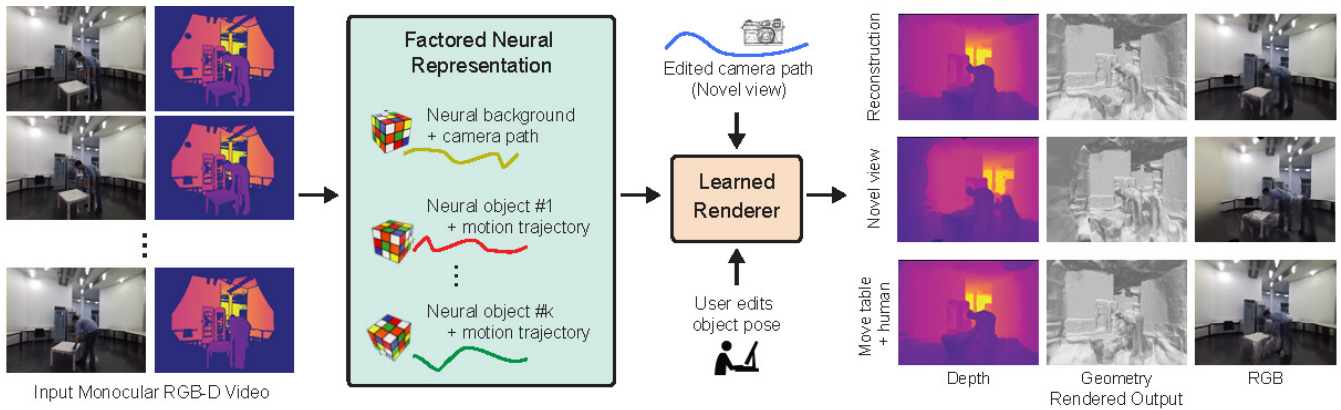 Input Monocular RGB-D Video
Factored Neural
Representation
Neural background
+ camera path
Neural object #1
+ motion trajectory
Neural object #k
+ motion trajectory
Edited camera path
(Novel view)
Learned
Renderer
User edits
object pose
Reconstruction
Novel view
Move table
+ human
Depth
Geometry
RGB
Rendered Output